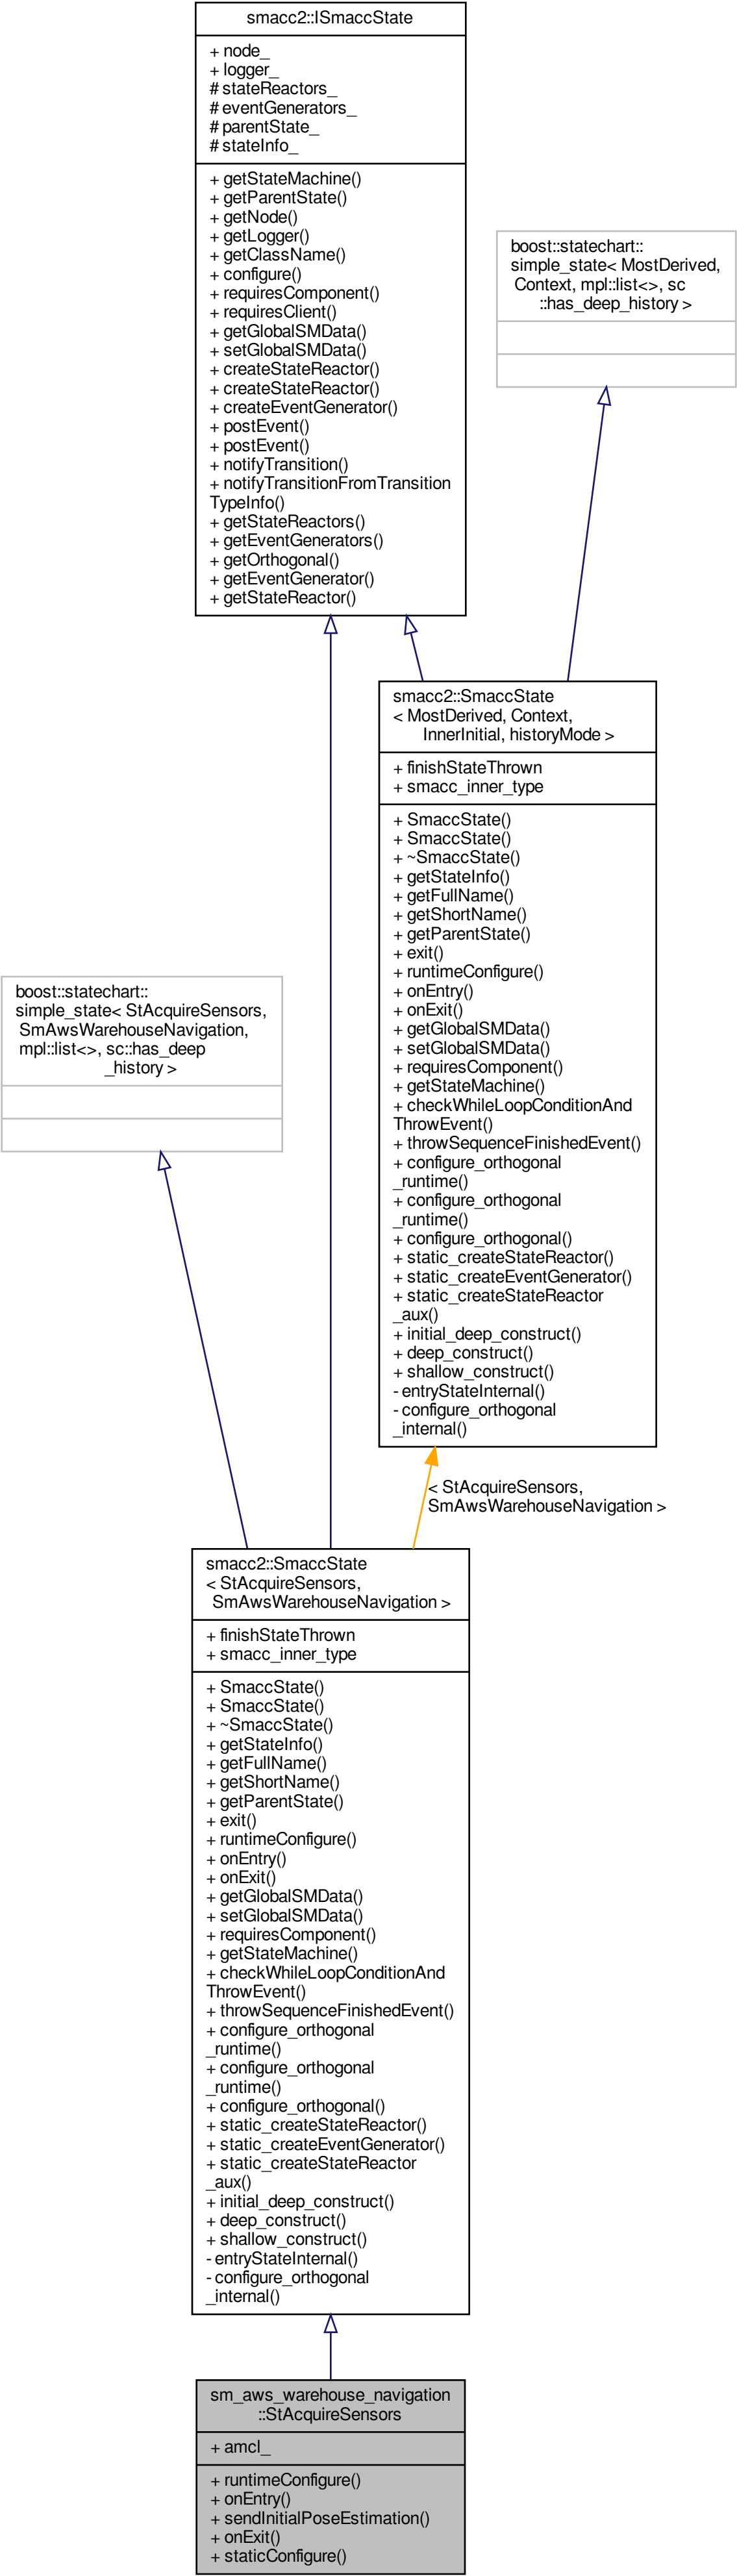 smacc2::ISmaccState
+ node_
+ logger_
# stateReactors_
# eventGenerators_
# parentState_
# stateInfo_
+ getStateMachine()
+ getParentState()
+ getNode()
+ getLogger()
+ getClassName()
+ configure()
+ requiresComponent()
+ requiresClient()
+ getGlobalSMData()
+ setGlobalSMData()
+ createStateReactor()
+ createStateReactor()
+ createEventGenerator()
+ postEvent()
+ postEvent()
+ notifyTransition()
+ notifyTransitionFromTransition
TypeInfo()
+ getStateReactors()
+ getEventGenerators()
+ getOrthogonal()
+ getEventGenerator()
+ getStateReactor()
boost::statechart::
simple_state< MostDerived,
Context, mpl::list<>, sc
::has_deep_history >
smacc2::SmaccState
< MostDerived, Context,
InnerInitial, historyMode >
+ finishStateThrown
+ smacc_inner_type
+ SmaccState()
+ SmaccState()
+ ~SmaccState()
+ getStateInfo()
+ getFullName()
+ getShortName()
+ getParentState()
+ exit()
+ runtimeConfigure()
+ onEntry()
+ onExit()
+ getGlobalSMData()
+ setGlobalSMData()
+ requiresComponent()
+ getStateMachine()
+ checkWhileLoopConditionAnd
ThrowEvent()
+ throwSequenceFinishedEvent()
+ configure_orthogonal
_runtime()
+ configure_orthogonal
_runtime()
+ configure_orthogonal()
+ static_createStateReactor()
+ static_createEventGenerator()
+ static_createStateReactor
_aux()
+ initial_deep_construct()
+ deep_construct()
+ shallow_construct()
- entryStateInternal()
- configure_orthogonal
_internal()
boost::statechart::
simple_state< StAcquireSensors,
SmAwsWarehouseNavigation,
mpl::list<>, sc::has_deep
_history >
< StAcquireSensors,
SmAwsWarehouseNavigation >
smacc2::SmaccState
< StAcquireSensors,
SmAwsWarehouseNavigation >
+ finishStateThrown
+ smacc_inner_type
+ SmaccState()
+ SmaccState()
+ ~SmaccState()
+ getStateInfo()
+ getFullName()
+ getShortName()
+ getParentState()
+ exit()
+ runtimeConfigure()
+ onEntry()
+ onExit()
+ getGlobalSMData()
+ setGlobalSMData()
+ requiresComponent()
+ getStateMachine()
+ checkWhileLoopConditionAnd
ThrowEvent()
+ throwSequenceFinishedEvent()
+ configure_orthogonal
_runtime()
+ configure_orthogonal
_runtime()
+ configure_orthogonal()
+ static_createStateReactor()
+ static_createEventGenerator()
+ static_createStateReactor
_aux()
+ initial_deep_construct()
+ deep_construct()
+ shallow_construct()
- entryStateInternal()
- configure_orthogonal
_internal()
sm_aws_warehouse_navigation
::StAcquireSensors
+ amcl_
+ runtimeConfigure()
+ onEntry()
+ sendInitialPoseEstimation()
+ onExit()
+ staticConfigure()